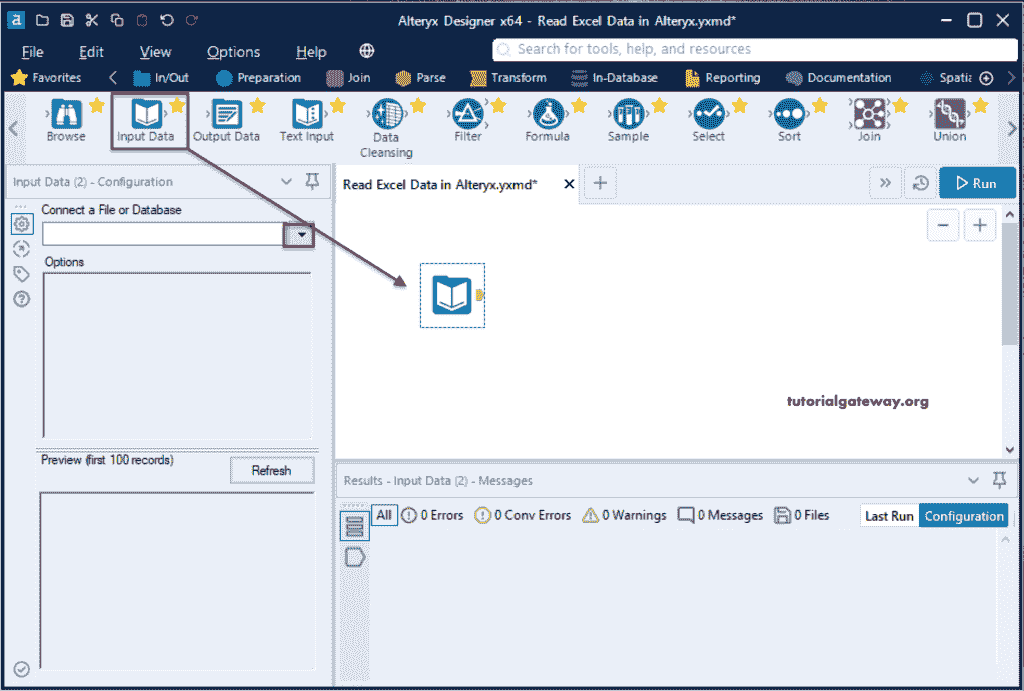 a
Alteryx Designer x64 - Read Excel Data in Alteryx.yxmd*
File Edit View Options Help
Search for tools, help, and resources
Favorites In/Out Preparation Join Parse Transform In-Database Reporting Documentation Spatia
Browse Input Data Output Data Text Input Data Cleansing Filter Formula Sample Select Sort Join Union
Input Data (2) - Configuration
Read Excel Data in Alteryx.yxmd*
Run
Connect a File or Database
Options
tutorialgateway.org
Preview (first 100 records)
Refresh
Results - Input Data (2) - Messages
All 0 Errors 0 Conv Errors 0 Warnings 0 Messages 0 Files Last Run Configuration